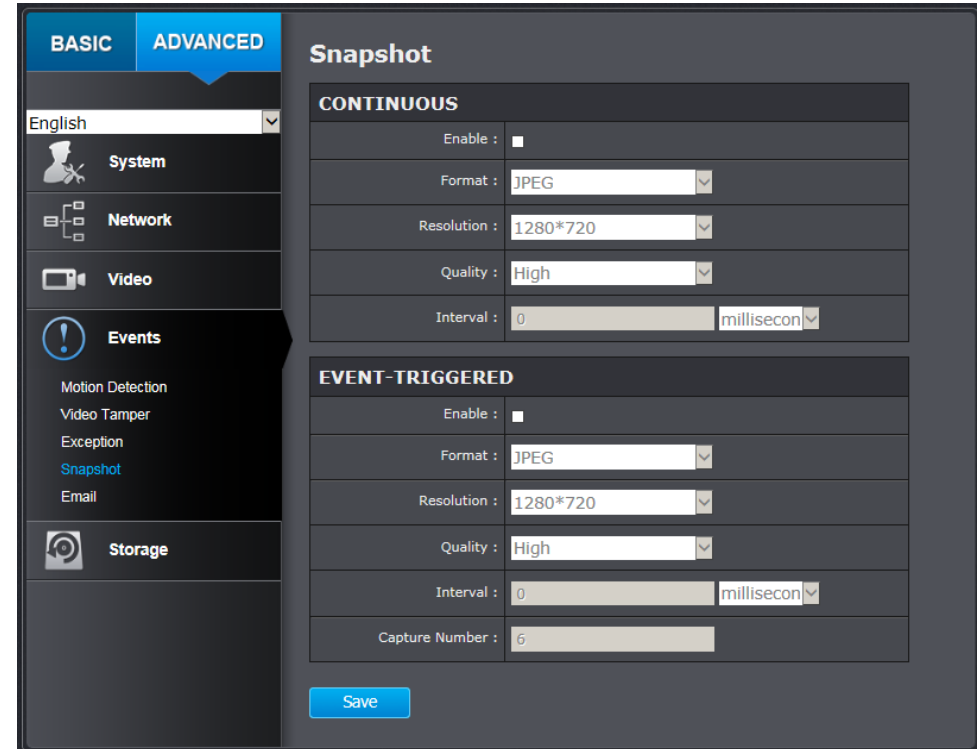 BASIC ADVANCED
English
System
Network
Video
Events
Motion Detection
Video Tamper
Exception
Snapshot
Email
Storage
Snapshot
CONTINUOUS
Enable :
Format : JPEG
Resolution : 1280*720
Quality : High
Interval : 0 millisecon
EVENT-TRIGGERED
Enable :
Format : JPEG
Resolution : 1280*720
Quality : High
Interval : 0 millisecon
Capture Number : 6
Save